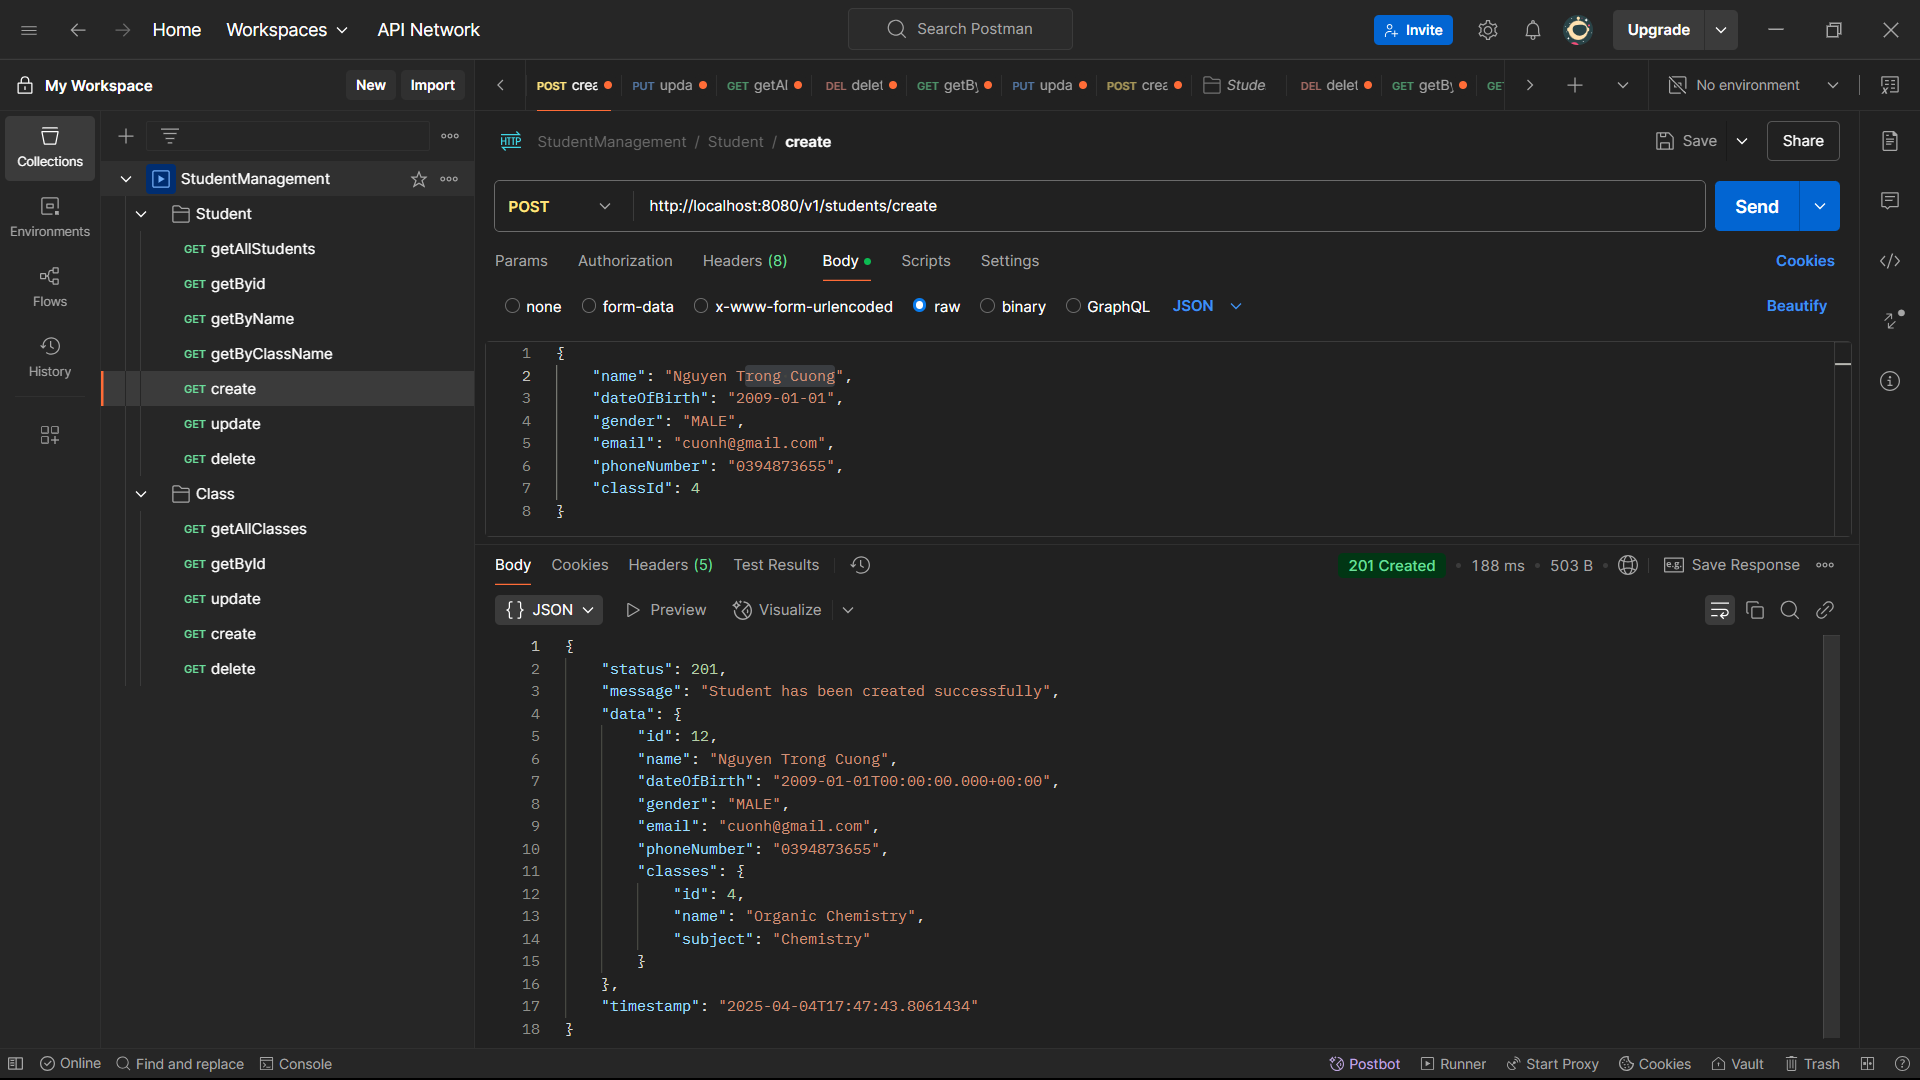 Home Workspaces API Network Search Postman Invite Upgrade
My Workspace New Import POST crea PUT upda GET getAl DEL delet GET getBy PUT upda POST crea Stude DEL delet GET getBy GET No environment
Collections
Environments
Flows
History
StudentManagement
Student
GET getAllStudents
GET getByid
GET getByName
GET getByClassName
GET create
GET update
GET delete
Class
GET getAllClasses
GET getById
GET update
GET create
GET delete
HTTP StudentManagement / Student / create Save Share
POST http://localhost:8080/v1/students/create Send
Params Authorization Headers (8) Body Scripts Settings Cookies
none form-data x-www-form-urlencoded raw binary GraphQL JSON Beautify
1 {
2 "name": "Nguyen Trong Cuong",
3 "dateOfBirth": "2009-01-01",
4 "gender": "MALE",
5 "email": "cuonh@gmail.com",
6 "phoneNumber": "0394873655",
7 "classId": 4
8 }
Body Cookies Headers (5) Test Results 201 Created • 188 ms • 503 B • e.g. Save Response
{} JSON Preview Visualize
1 {
2 "status": 201,
3 "message": "Student has been created successfully",
4 "data": {
5 "id": 12,
6 "name": "Nguyen Trong Cuong",
7 "dateOfBirth": "2009-01-01T00:00:00.000+00:00",
8 "gender": "MALE",
9 "email": "cuonh@gmail.com",
10 "phoneNumber": "0394873655",
11 "classes": {
12 "id": 4,
13 "name": "Organic Chemistry",
14 "subject": "Chemistry"
15 }
16 },
17 "timestamp": "2025-04-04T17:47:43.8061434"
18 }
Online Find and replace Console Postbot Runner Start Proxy Cookies Vault Trash